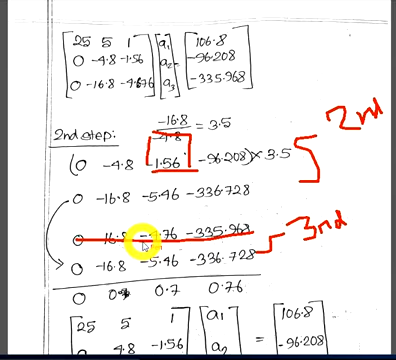 25 5 1 a₁ 106.8
0 -4.8 -1.56 a₂ = -96.208
0 -16.8 -4.76 a₃ -335.968
-16.8
-4.8 = 3.5
2nd step:
2nd
(0 -4.8 1.56 -96.208) × 3.5
0 -16.8 -5.46 -336.728
0 16.8 -4.76 -335.968
3rd
0 -16.8 -5.46 -336.728
0 0 0.7 0.76
25 5 1 a₁ 106.8
4.8 -1.56 a₂ = -96.208